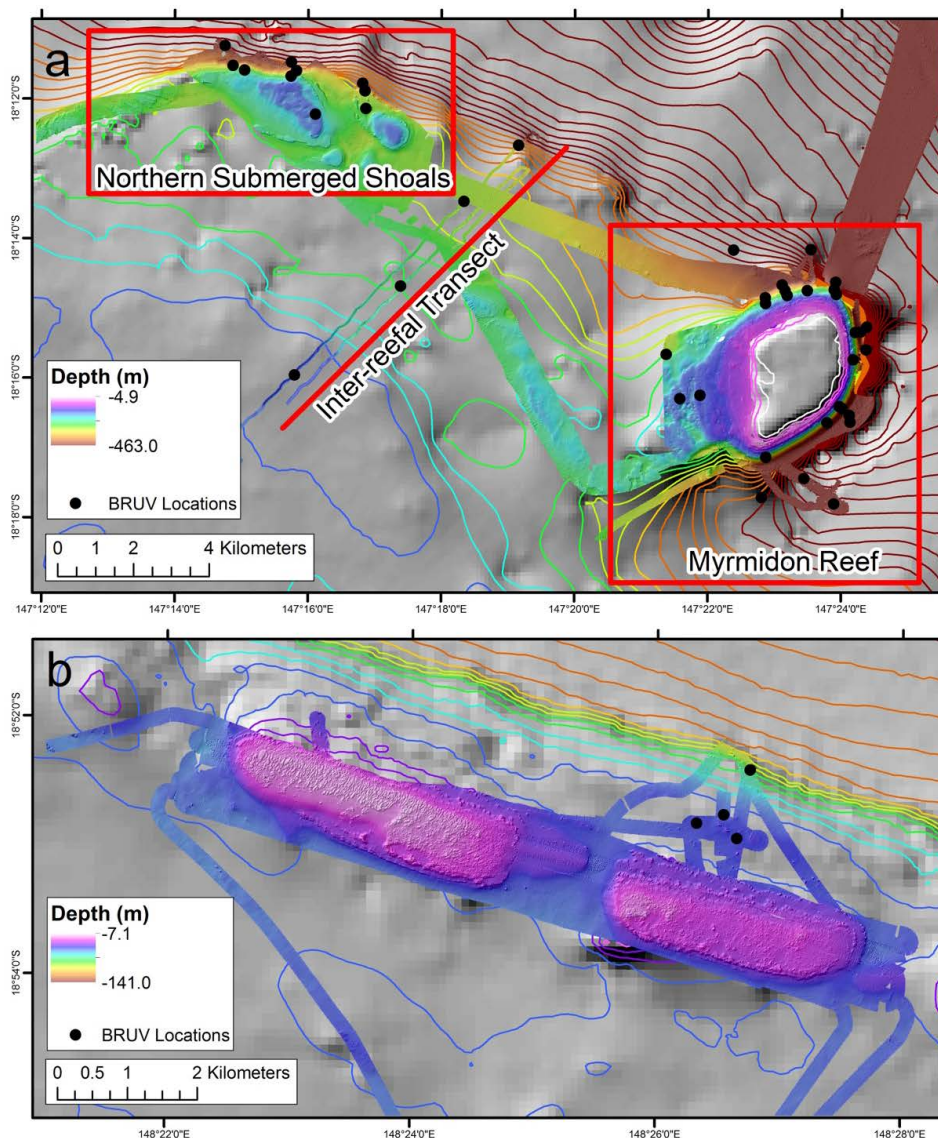 a
18°12'0"S
Northern Submerged Shoals
18°14'0"S
Inter-reefal Transect
18°16'0"S
Depth (m)
-4.9
-463.0
BRUV Locations
18°18'0"S
0 1 2 4 Kilometers
Myrmidon Reef
147°12'0"E 147°14'0"E 147°16'0"E 147°18'0"E 147°20'0"E 147°22'0"E 147°24'0"E
b
18°52'0"S
Depth (m)
-7.1
-141.0
18°54'0"S
BRUV Locations
0 0.5 1 2 Kilometers
148°22'0"E 148°24'0"E 148°26'0"E 148°28'0"E